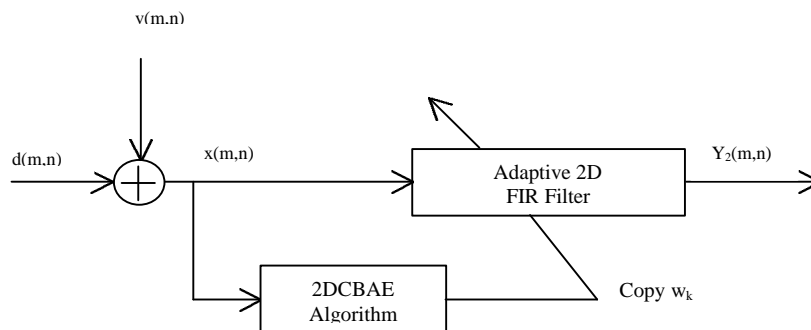 v(m,n)
d(m,n)
x(m,n)
Adaptive 2D
FIR Filter
Y₂(m,n)
2DCBAE
Algorithm
Copy wₖ